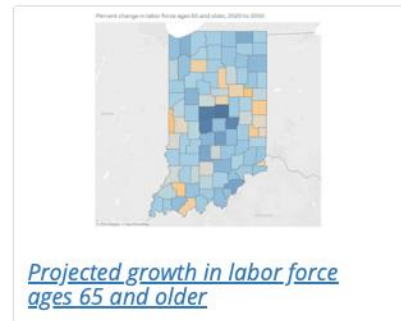 Percent change in labor force ages 65 and older, 2020 to 2050
Projected growth in labor force
ages 65 and older